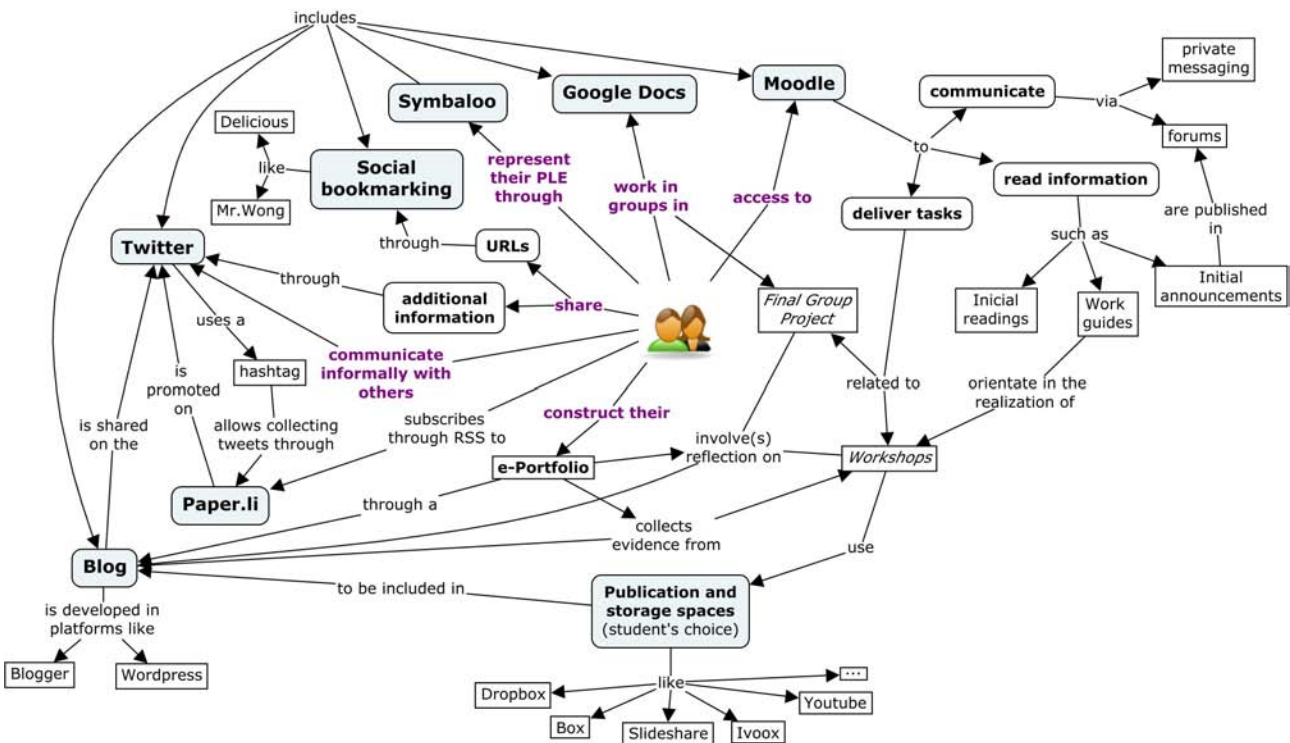 includes
Symbaloo
Google Docs
Moodle
communicate
private
messaging
via
forums
Delicious
like
Mr.Wong
Social
bookmarking
represent
their PLE
through
work in
groups in
access to
to
read information
deliver tasks
are published
in
such as
Twitter
through
URLs
through
additional
information
share
Final Group
Project
Inicial
readings
Work
guides
Initial
announcements
uses a
hashtag
communicate
informally with
others
is
promoted
on
is shared
on the
allows collecting
tweets through
subscribes
through RSS to
construct their
related to
orientate in the
realization of
involve(s)
reflection on
Workshops
e-Portfolio
Paper.li
through a
collects
evidence from
use
Blog
to be included in
Publication and
storage spaces
(student's choice)
is developed in
platforms like
Blogger
Wordpress
like
Dropbox
Box
Slideshare
Ivoox
Youtube
...